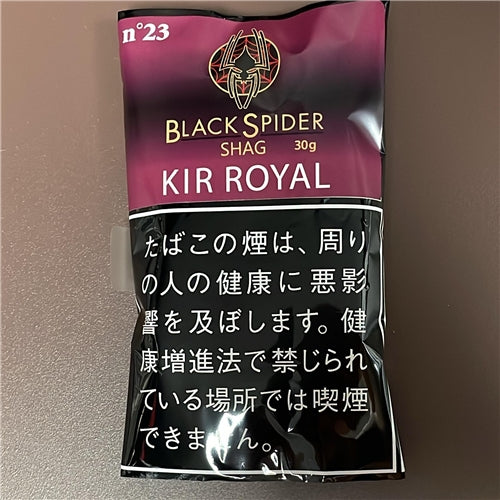 n°23
BLACK SPIDER
SHAG 30g
KIR ROYAL
たばこの煙は、周り
の人の健康に悪影
響を及ぼします。健
康増進法で禁じられ
ている場所では喫煙
できません。